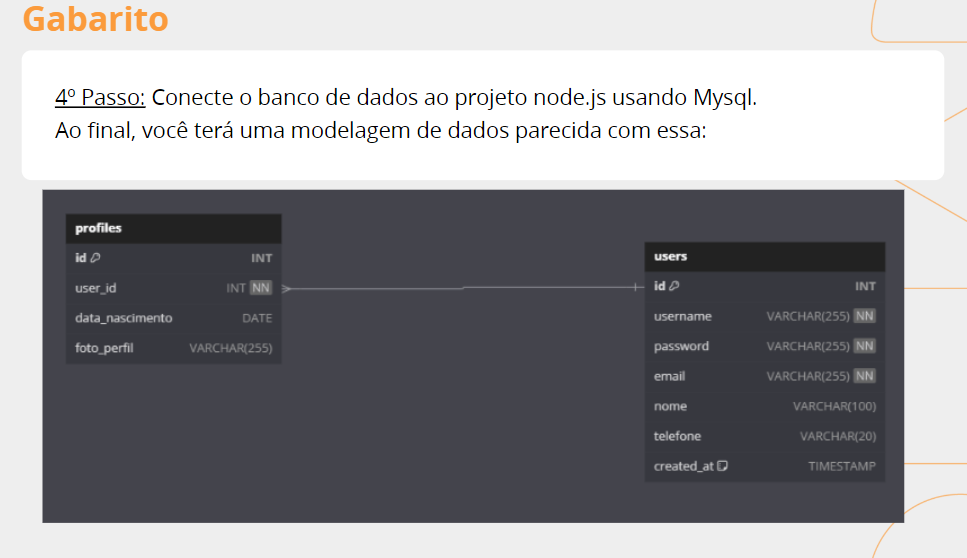 Gabarito
4º Passo: Conecte o banco de dados ao projeto node.js usando Mysql.
Ao final, você terá uma modelagem de dados parecida com essa:
profiles
id INT
user_id INT NN
data_nascimento DATE
foto_perfil VARCHAR(255)
users
id INT
username VARCHAR(255) NN
password VARCHAR(255) NN
email VARCHAR(255) NN
nome VARCHAR(100)
telefone VARCHAR(20)
created_at TIMESTAMP